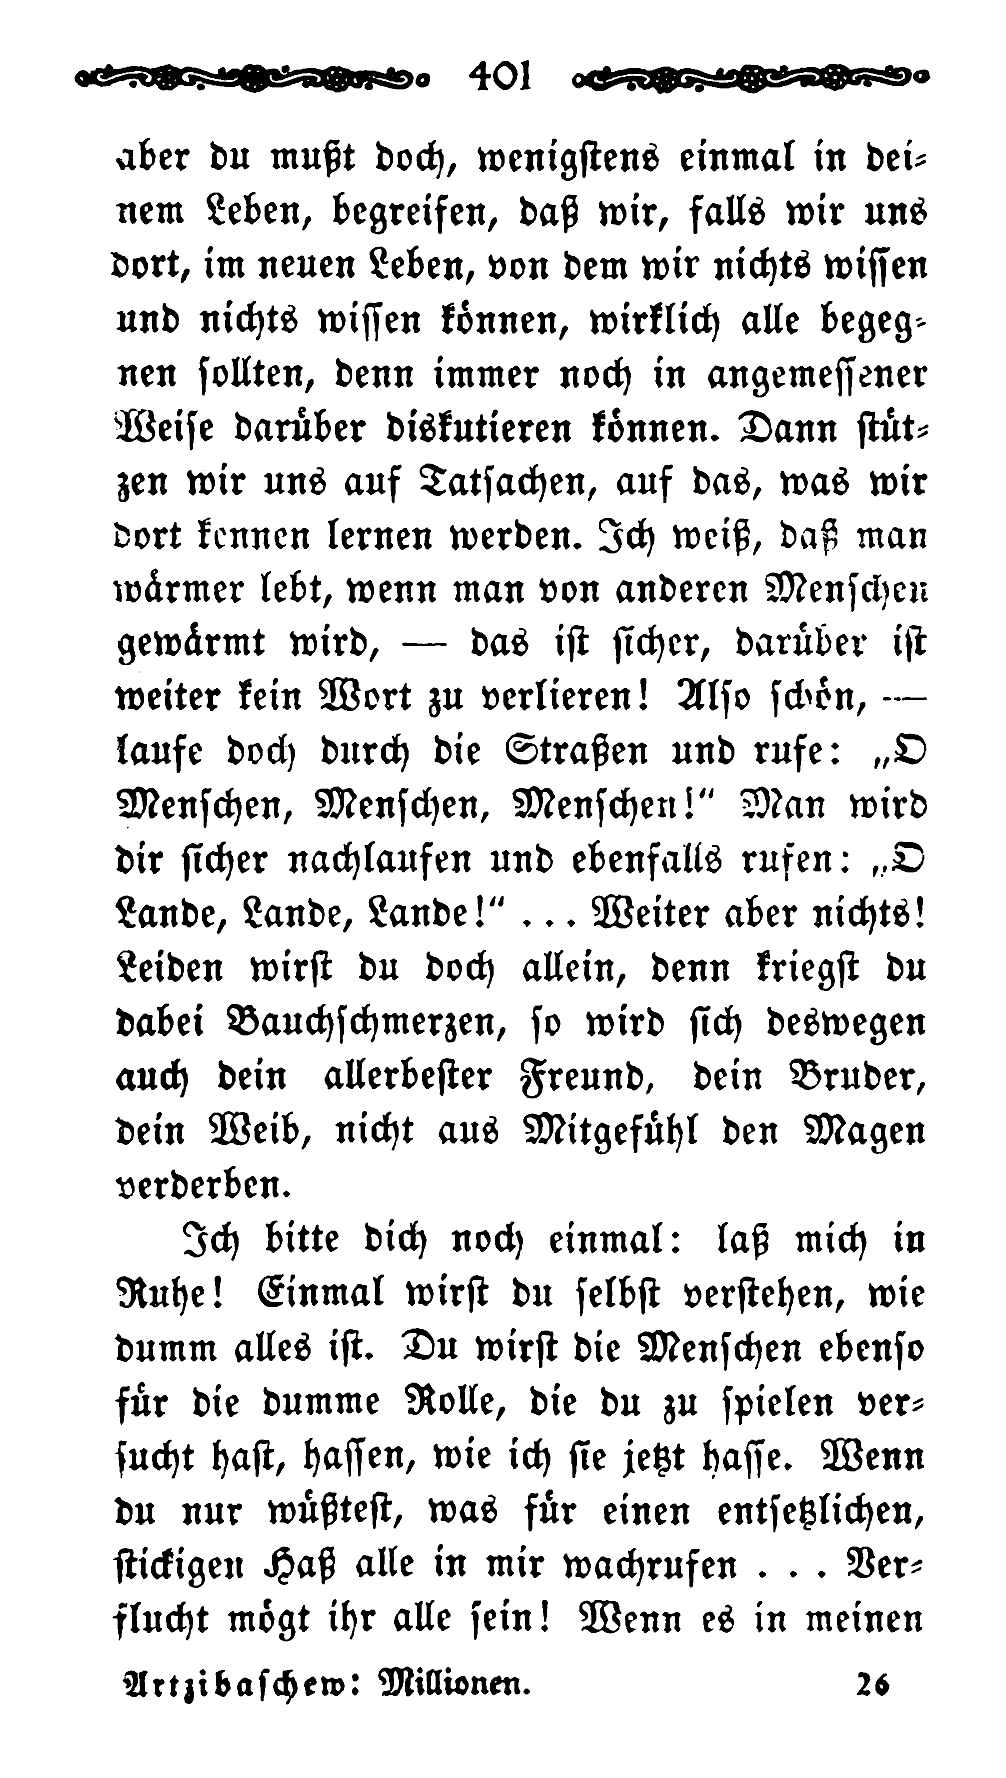 401
aber du mußt doch, wenigstens einmal in dei-
nem Leben, begreifen, daß wir, falls wir uns
dort, im neuen Leben, von dem wir nichts wissen
und nichts wissen können, wirklich alle begeg-
nen sollten, denn immer noch in angemessener
Weise darüber diskutieren können. Dann stüt-
zen wir uns auf Tatsachen, auf das, was wir
dort kennen lernen werden. Ich weiß, daß man
wärmer lebt, wenn man von anderen Menschen
gewärmt wird, — das ist sicher, darüber ist
weiter kein Wort zu verlieren! Also schön, —
laufe doch durch die Straßen und rufe: „O
Menschen, Menschen, Menschen!“ Man wird
dir sicher nachlaufen und ebenfalls rufen: „O
Lande, Lande, Lande!“ . . . Weiter aber nichts!
Leiden wirst du doch allein, denn kriegst du
dabei Bauchschmerzen, so wird sich deswegen
auch dein allerbester Freund, dein Bruder,
dein Weib, nicht aus Mitgefühl den Magen
verderben.
Ich bitte dich noch einmal: laß mich in
Ruhe! Einmal wirst du selbst verstehen, wie
dumm alles ist. Du wirst die Menschen ebenso
für die dumme Rolle, die du zu spielen ver-
sucht hast, hassen, wie ich sie jetzt hasse. Wenn
du nur wüßtest, was für einen entsetzlichen,
stickigen Haß alle in mir wachrufen . . . Ver-
flucht mögt ihr alle sein! Wenn es in meinen
Artzibaschew: Millionen. 26